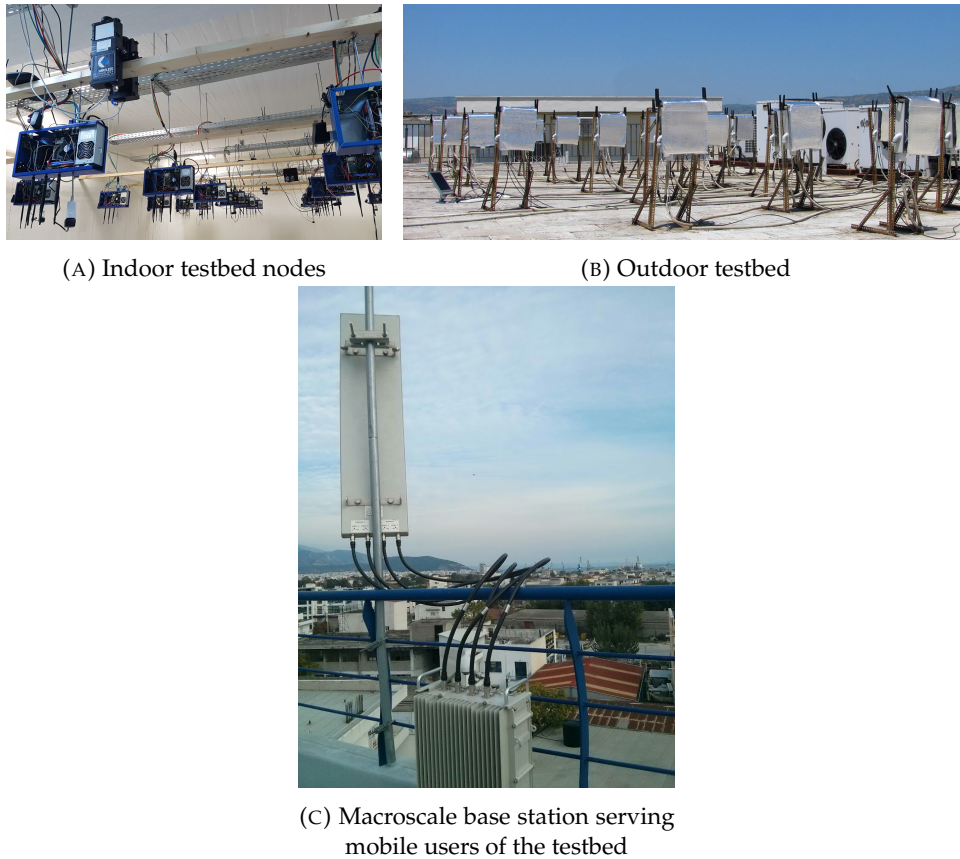 (A) Indoor testbed nodes
(B) Outdoor testbed
(C) Macroscale base station serving
mobile users of the testbed